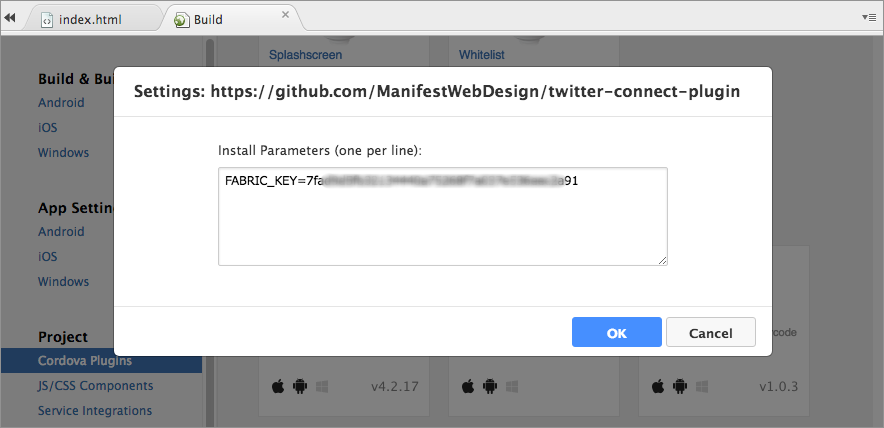 index.html
Build
Splashscreen
Whitelist
Build & Bu
Android
iOS
Windows
Settings: https://github.com/ManifestWebDesign/twitter-connect-plugin
Install Parameters (one per line):
FABRIC_KEY=7fa 91
App Settin
Android
iOS
Windows
OK
Cancel
Project
Cordova Plugins
JS/CSS Components
Service Integrations
rcode
v4.2.17
v1.0.3